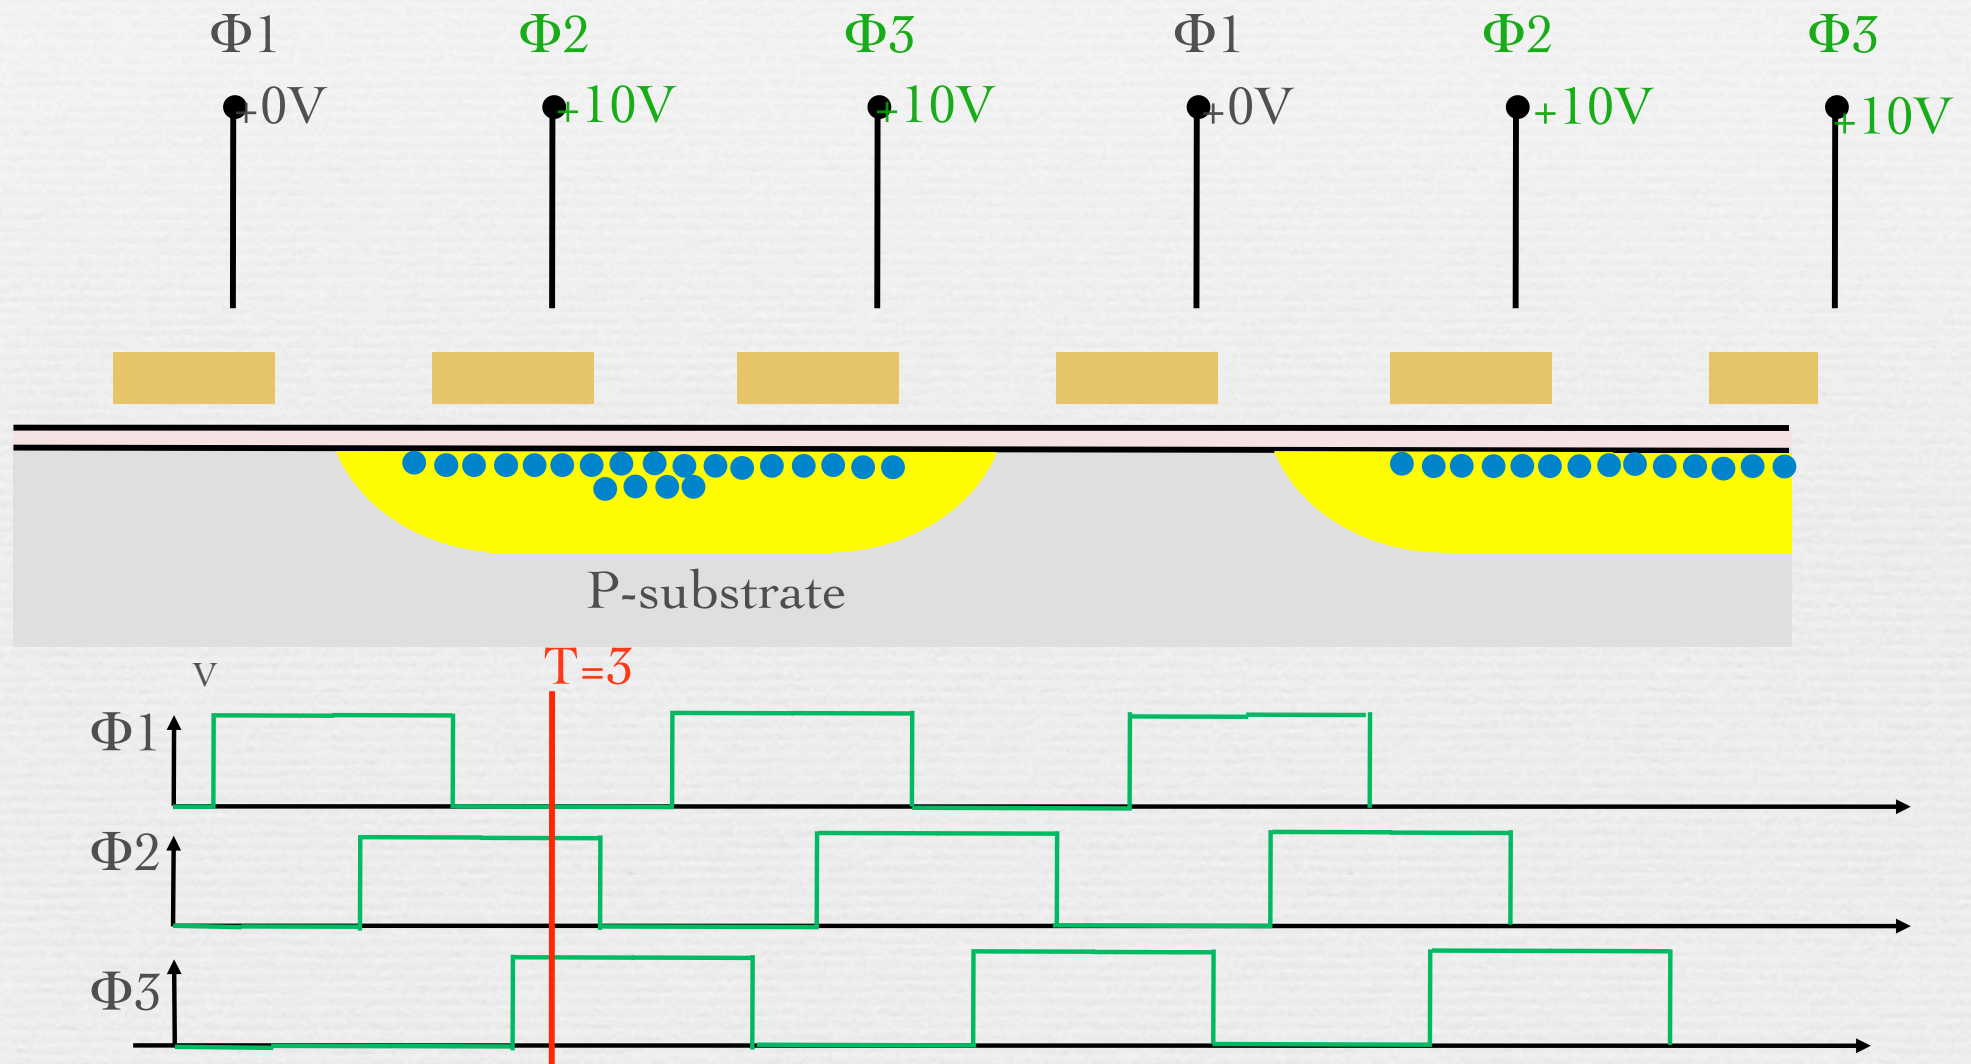 Φ1 Φ2 Φ3 Φ1 Φ2 Φ3
+0V +10V +10V +0V +10V +10V
P-substrate
T=3
V
Φ1
Φ2
Φ3